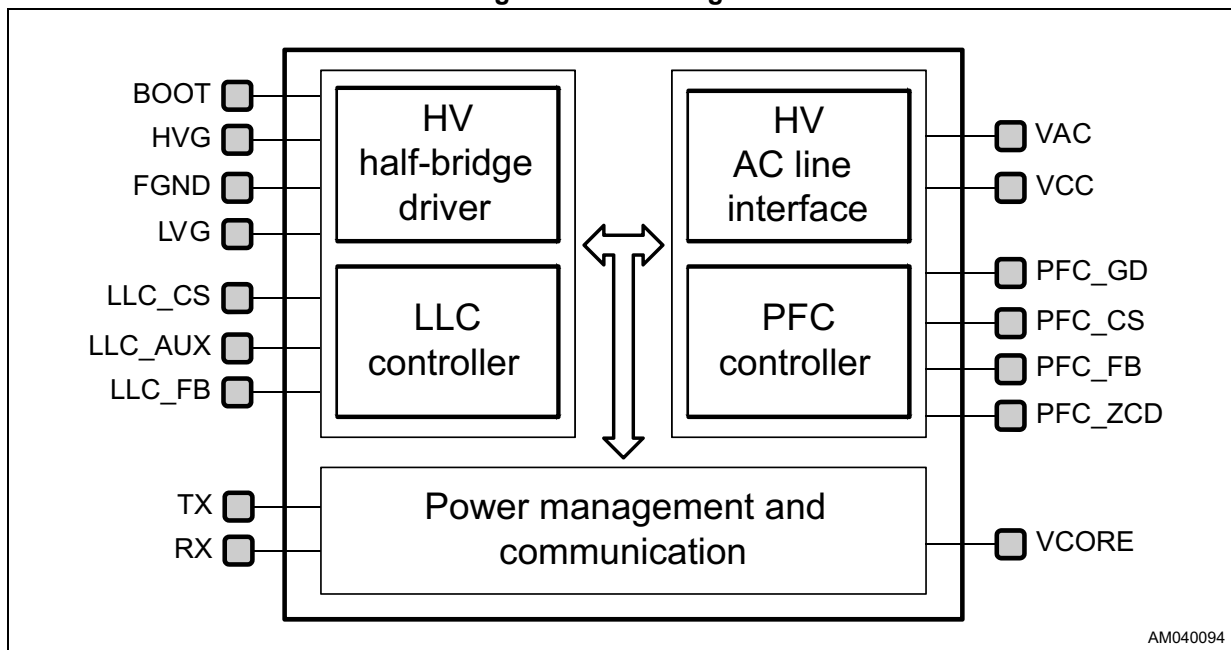 BOOT
HVG
FGND
LVG
LLC_CS
LLC_AUX
LLC_FB
TX
RX
HV
half-bridge
driver
LLC
controller
HV
AC line
interface
PFC
controller
Power management and
communication
VAC
VCC
PFC_GD
PFC_CS
PFC_FB
PFC_ZCD
VCORE
AM040094